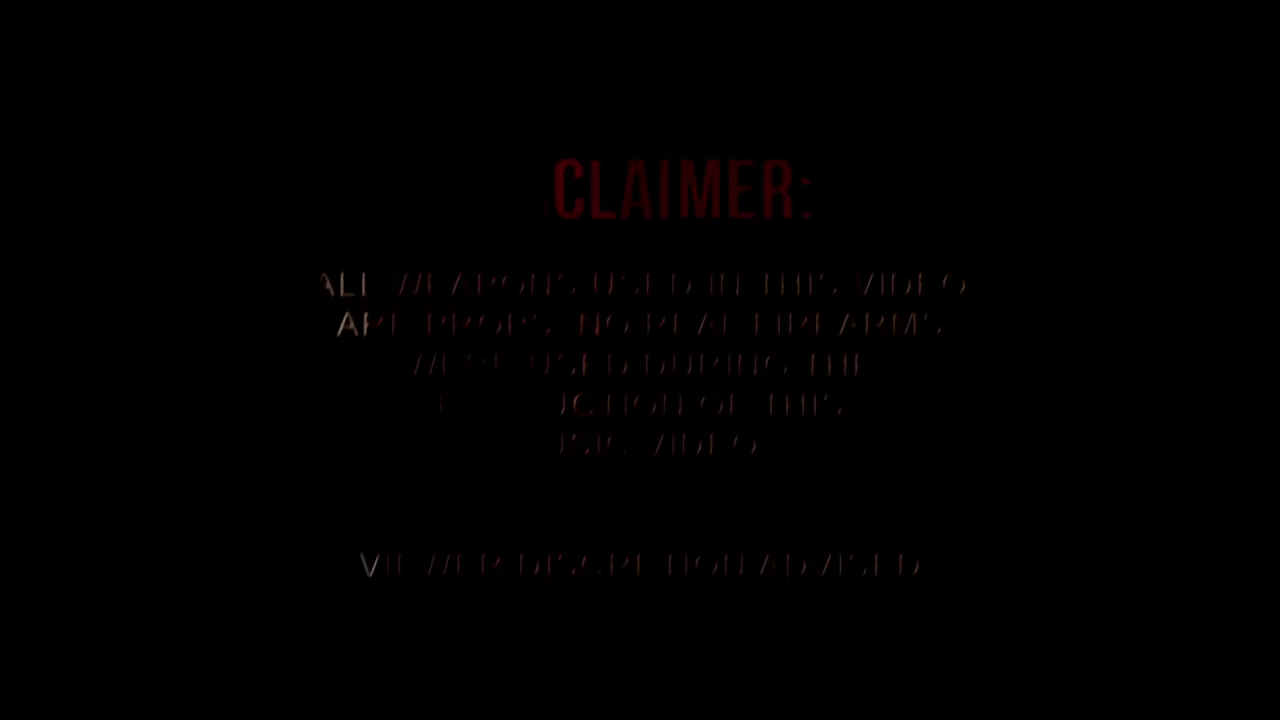 CLAIMER:
ALL WEAPONS USED IN THIS VIDEO
ARE PROPS. NO REAL FIREARMS
WERE USED DURING THE
OF THIS
VIDEO
VIEWER DISCRETION ADVISED